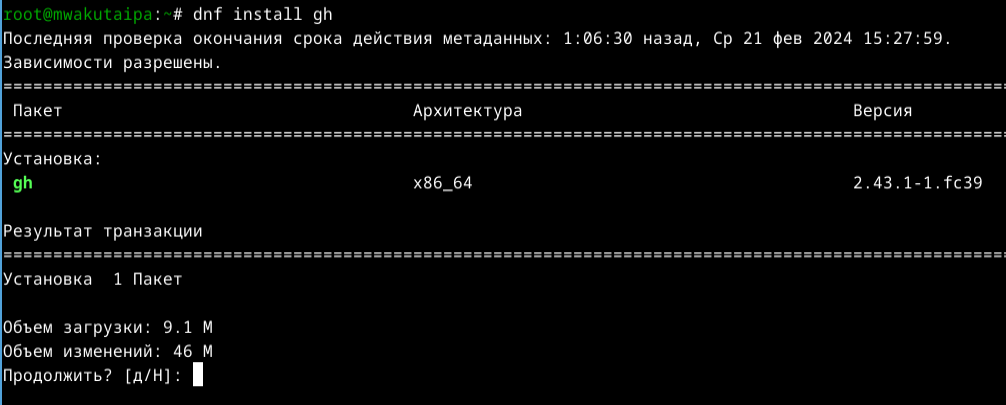 root@mwakutaipa:~# dnf install gh
Последняя проверка окончания срока действия метаданных: 1:06:30 назад, Ср 21 фев 2024 15:27:59.
Зависимости разрешены.
================================================================================
Пакет Архитектура Версия
================================================================================
Установка:
gh x86_64 2.43.1-1.fc39
Результат транзакции
================================================================================
Установка  1 Пакет
Объем загрузки: 9.1 M
Объем изменений: 46 M
Продолжить? [д/Н]: